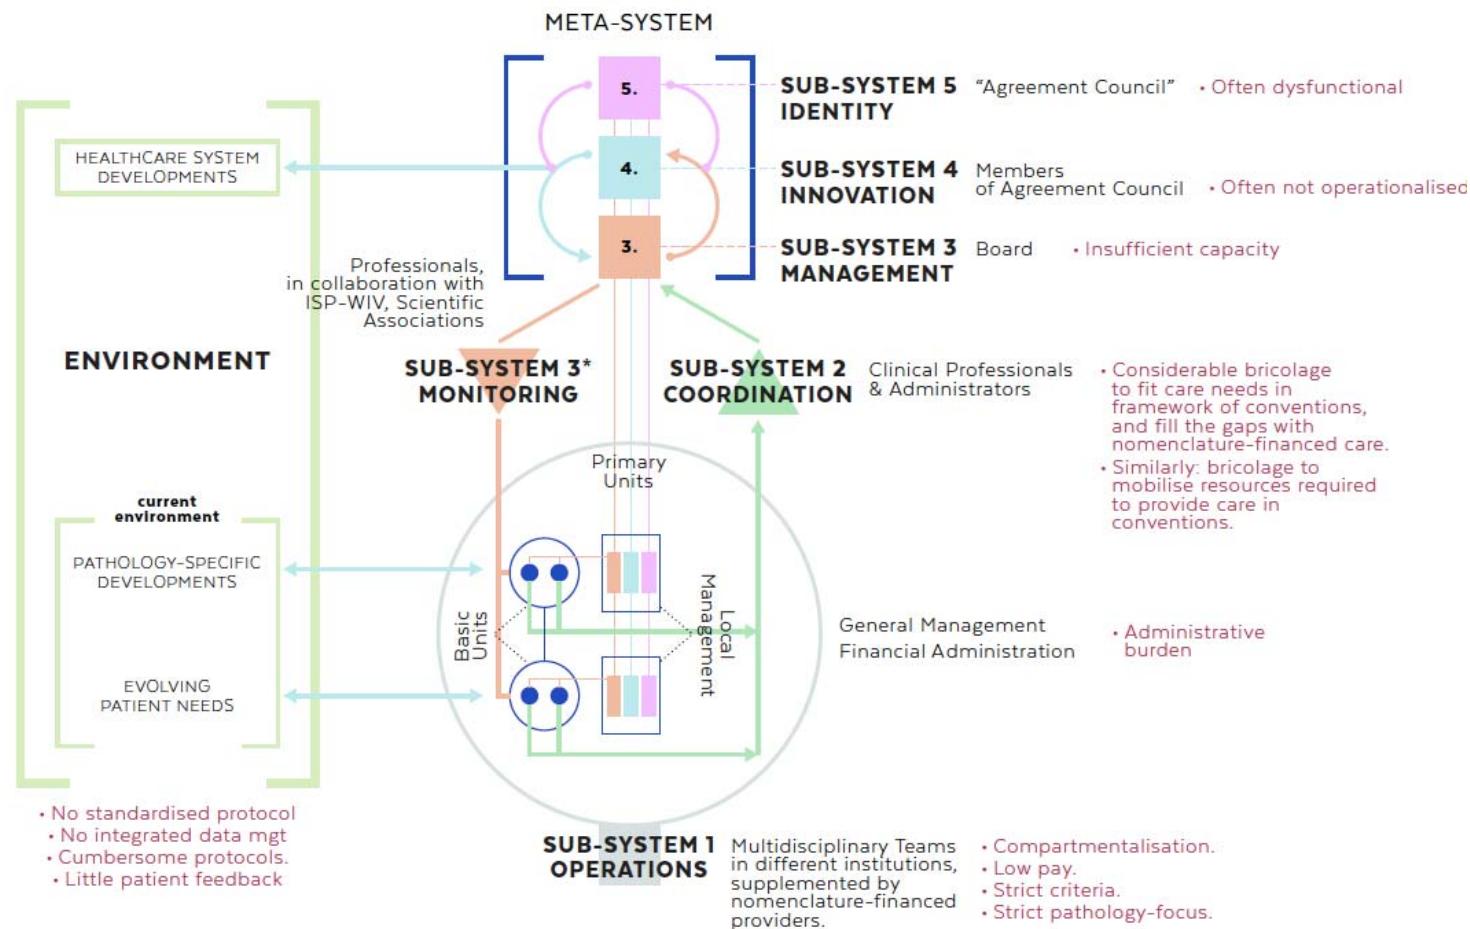 META-SYSTEM
5.
SUB-SYSTEM 5
IDENTITY
“Agreement Council”
• Often dysfunctional
HEALTHCARE SYSTEM
DEVELOPMENTS
4.
SUB-SYSTEM 4
INNOVATION
Members
of Agreement Council
• Often not operationalised
3.
SUB-SYSTEM 3
MANAGEMENT
Board
• Insufficient capacity
Professionals,
in collaboration with
ISP-WIV, Scientific
Associations
ENVIRONMENT
SUB-SYSTEM 3*
MONITORING
SUB-SYSTEM 2
COORDINATION
Clinical Professionals
& Administrators
• Considerable bricolage
to fit care needs in
framework of conventions,
and fill the gaps with
nomenclature-financed care.
• Similarly: bricolage to
mobilise resources required
to provide care in
conventions.
Primary
Units
current
environment
PATHOLOGY-SPECIFIC
DEVELOPMENTS
Basic
Units
Local
Management
General Management
Financial Administration
• Administrative
burden
EVOLVING
PATIENT NEEDS
• No standardised protocol
• No integrated data mgt
• Cumbersome protocols.
• Little patient feedback
SUB-SYSTEM 1
OPERATIONS
Multidisciplinary Teams
in different institutions,
supplemented by
nomenclature-financed
providers.
• Compartmentalisation.
• Low pay.
• Strict criteria.
• Strict pathology-focus.